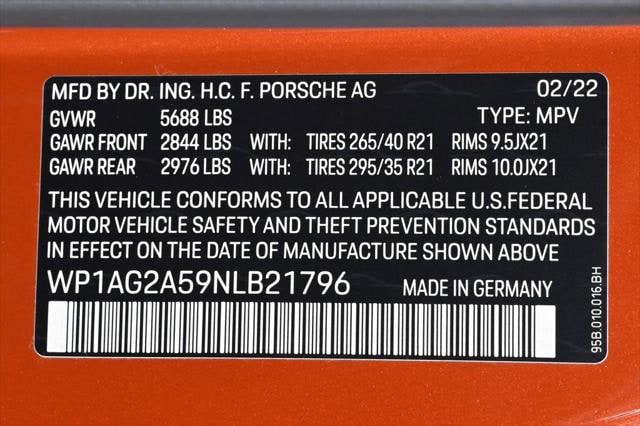 MFD BY DR. ING. H.C. F. PORSCHE AG 02/22
GVWR 5688 LBS TYPE: MPV
GAWR FRONT 2844 LBS WITH: TIRES 265/40 R21 RIMS 9.5JX21
GAWR REAR 2976 LBS WITH: TIRES 295/35 R21 RIMS 10.0JX21
THIS VEHICLE CONFORMS TO ALL APPLICABLE U.S.FEDERAL
MOTOR VEHICLE SAFETY AND THEFT PREVENTION STANDARDS
IN EFFECT ON THE DATE OF MANUFACTURE SHOWN ABOVE
WP1AG2A59NLB21796 MADE IN GERMANY
95B.010.016.BH